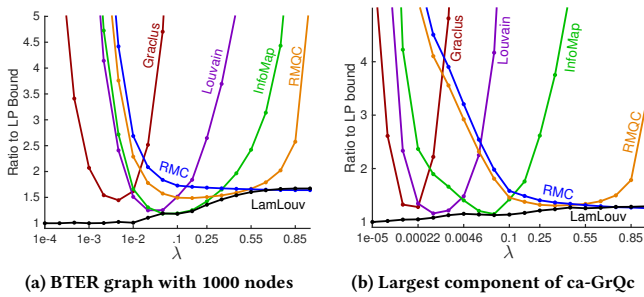 5
4.5
4
3.5
3
2.5
2
1.5
1
Ratio to LP Bound
Graclus
Louvain
InfoMap
RMQC
RMC
LamLouv
1e-4 1e-3 1e-2 .1 0.25 0.55 0.85
λ
(a) BTER graph with 1000 nodes
4
3
2
1
Ratio to LP bound
Graclus
Louvain
InfoMap
RMQC
RMC
LamLouv
1e-05 0.00022 0.0046 0.1 0.25 0.55 0.85
λ
(b) Largest component of ca-GrQc